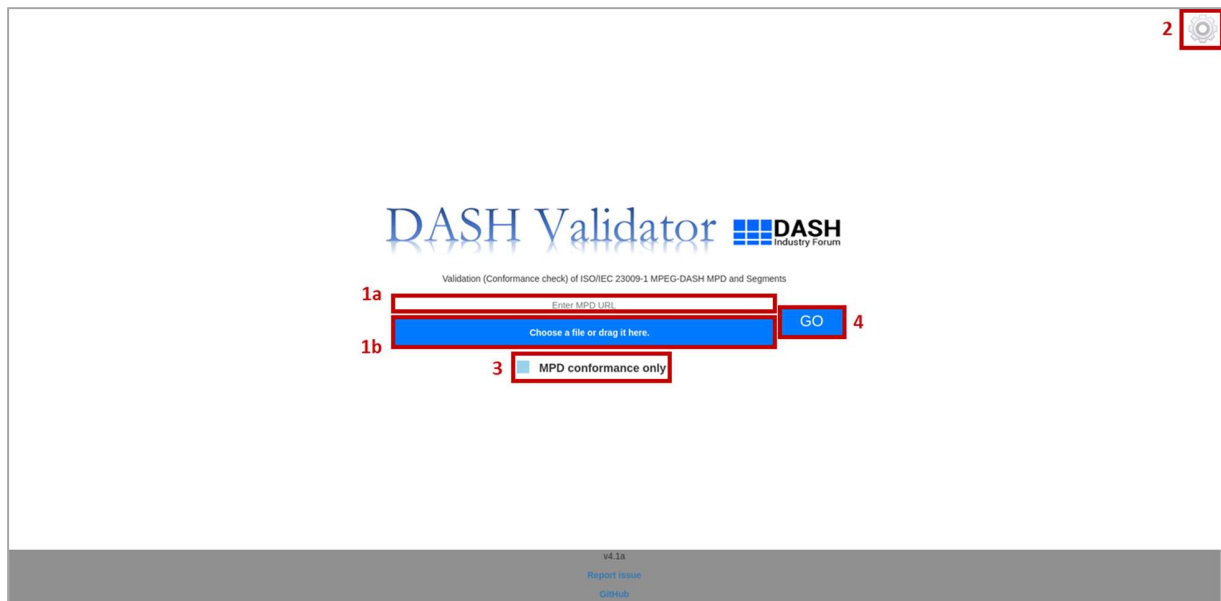 2
DASH Validator
DASH
Industry Forum
Validation (Conformance check) of ISO/IEC 23009-1 MPEG-DASH MPD and Segments
1a
Enter MPD URL
GO
4
1b
Choose a file or drag it here.
3
MPD conformance only
v4.1a
Report issue
GitHub